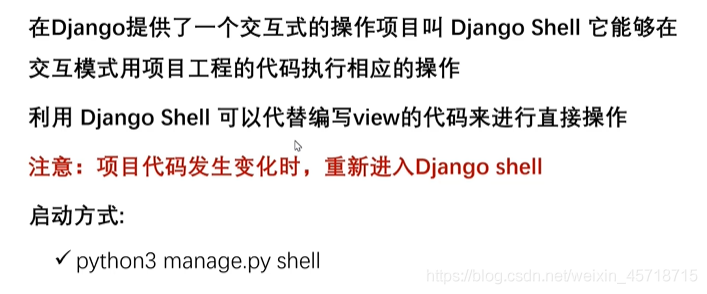 在Django提供了一个交互式的操作项目叫 Django Shell 它能够在
交互模式用项目工程的代码执行相应的操作
利用 Django Shell 可以代替编写view的代码来进行直接操作
注意：项目代码发生变化时，重新进入Django shell
启动方式:
✓ python3 manage.py shell
https://blog.csdn.net/weixin_45718715